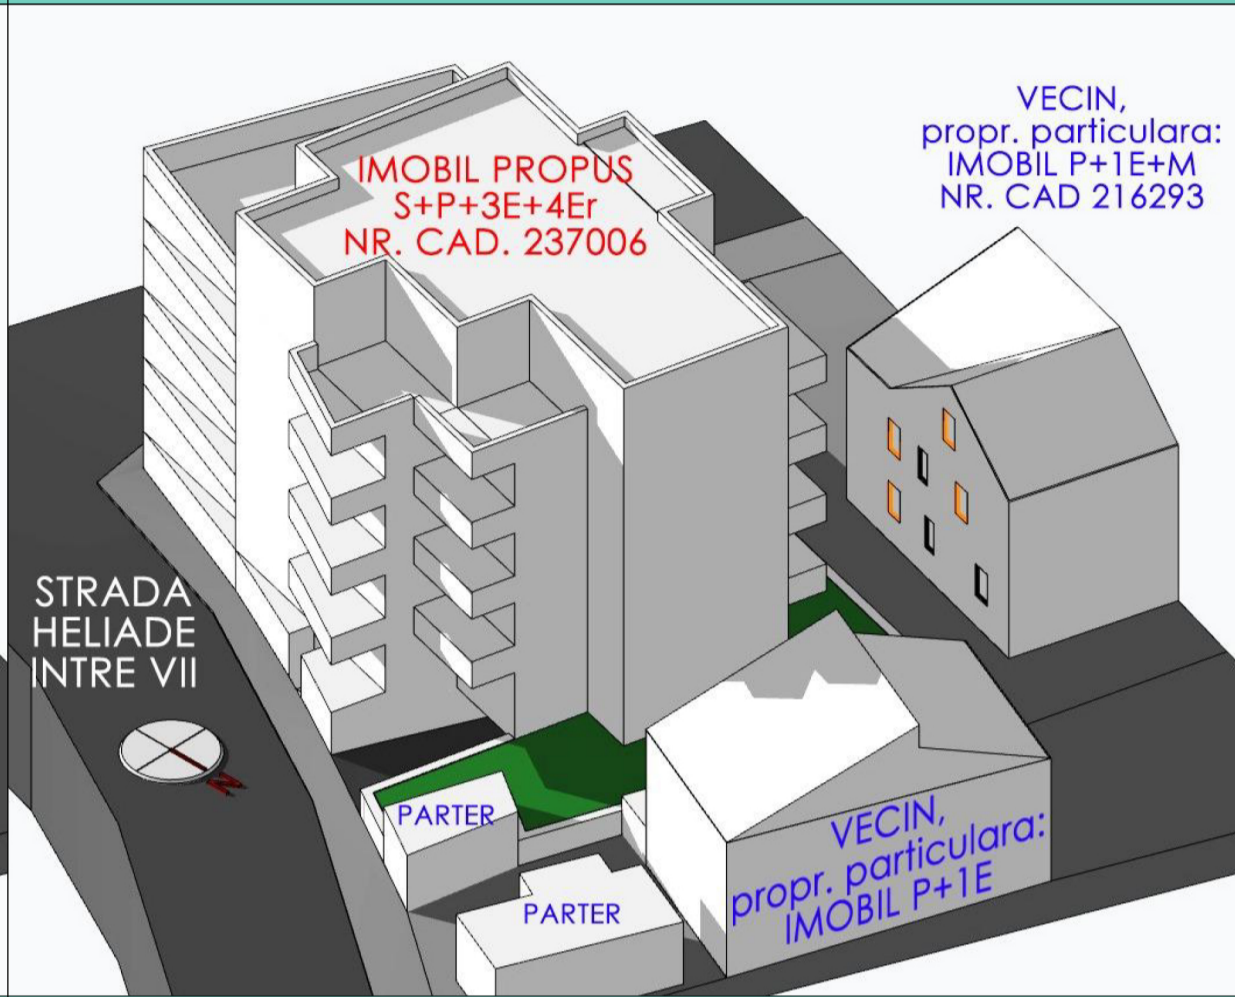 VECIN,
propr. particulara:
IMOBIL P+1E+M
NR. CAD 216293
IMOBIL PROPUS
S+P+3E+4Er
NR. CAD. 237006
STRADA
HELIADE
INTRE VII
N
PARTER
PARTER
VECIN,
propr. particulara:
IMOBIL P+1E